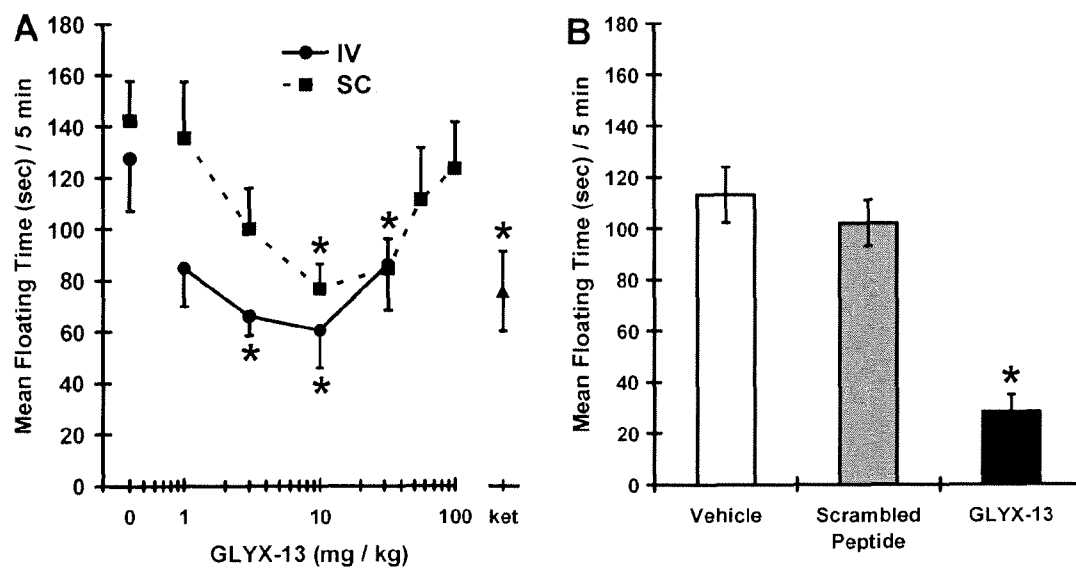 A
Mean Floating Time (sec) / 5 min
180
160
140
120
100
80
60
40
20
0
IV
SC
*
*
*
*
*
0
1
10
100
ket
GLYX-13 (mg / kg)
B
Mean Floating Time (sec) / 5 min
180
160
140
120
100
80
60
40
20
0
*
Vehicle
Scrambled
Peptide
GLYX-13